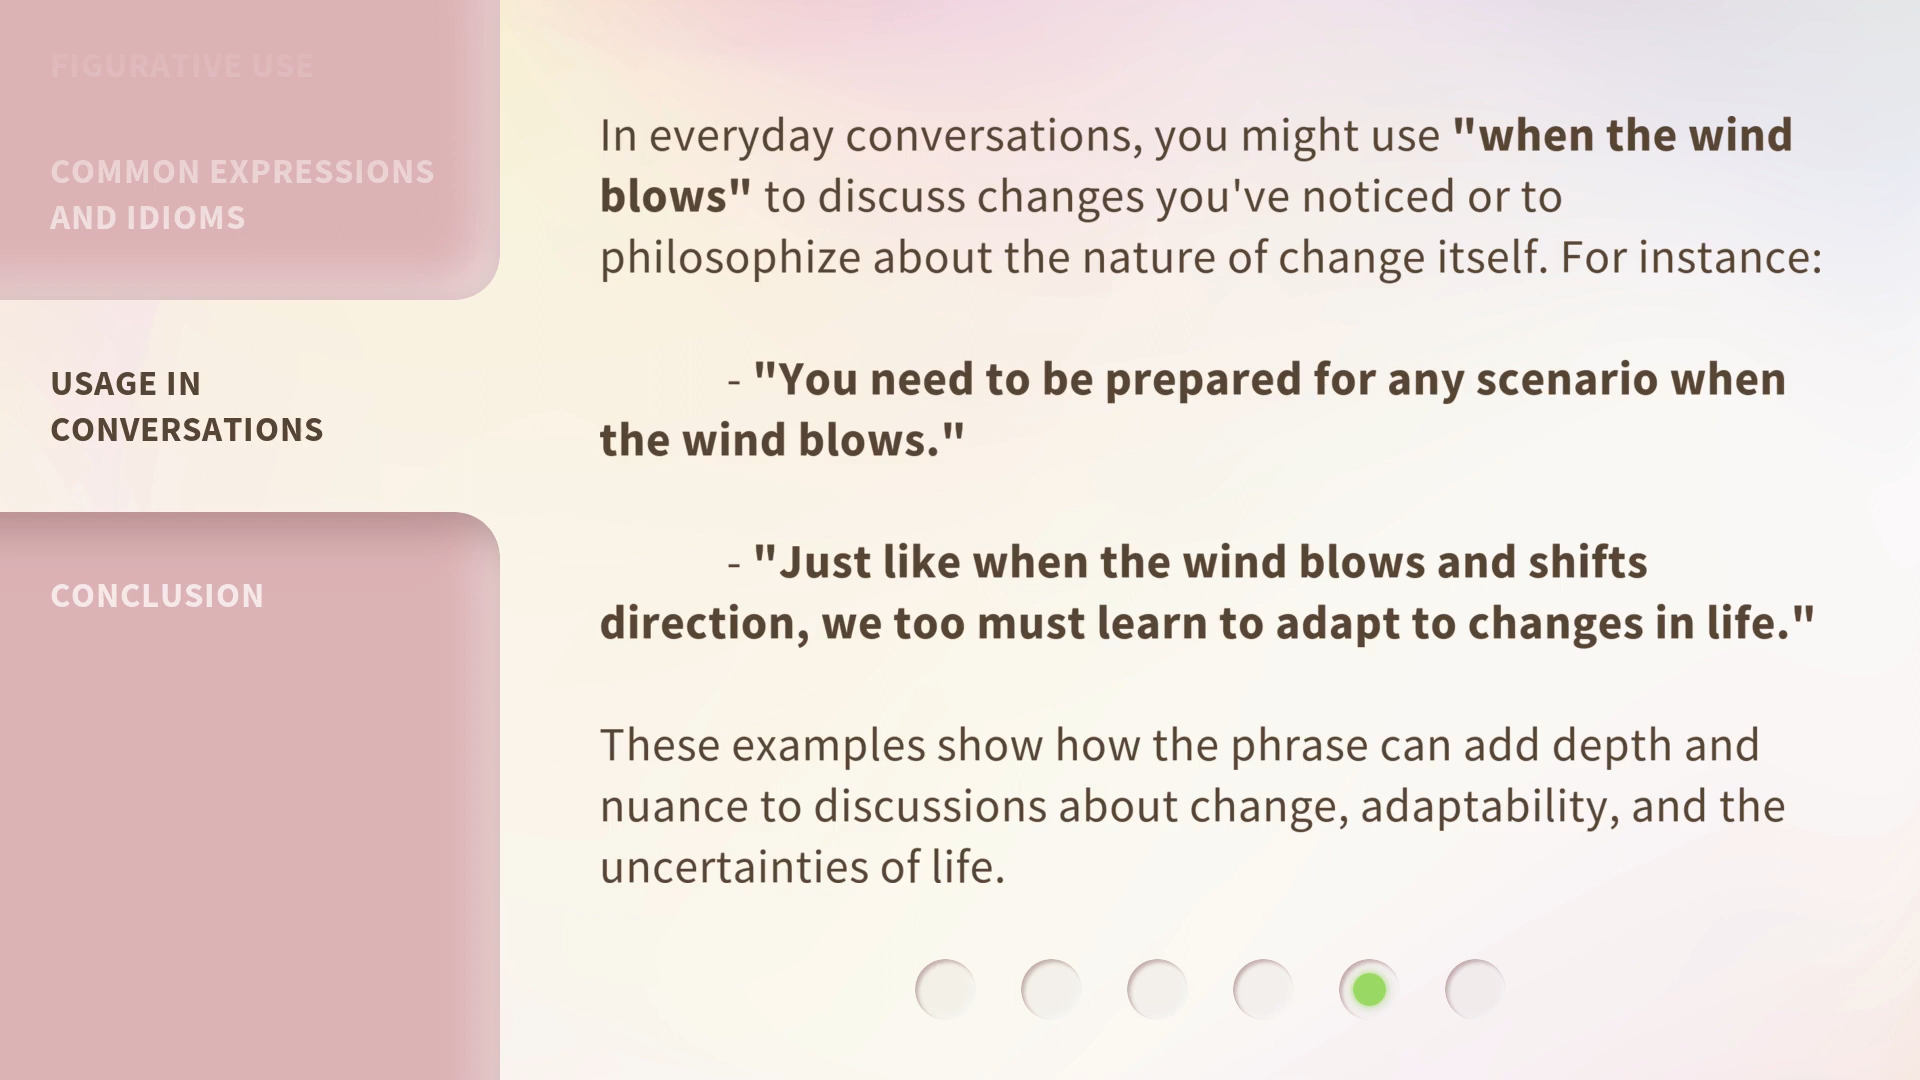 FIGURATIVE USE
COMMON EXPRESSIONS
AND IDIOMS
USAGE IN
CONVERSATIONS
CONCLUSION
In everyday conversations, you might use "when the wind
blows" to discuss changes you've noticed or to
philosophize about the nature of change itself. For instance:
- "You need to be prepared for any scenario when
the wind blows."
- "Just like when the wind blows and shifts
direction, we too must learn to adapt to changes in life."
These examples show how the phrase can add depth and
nuance to discussions about change, adaptability, and the
uncertainties of life.